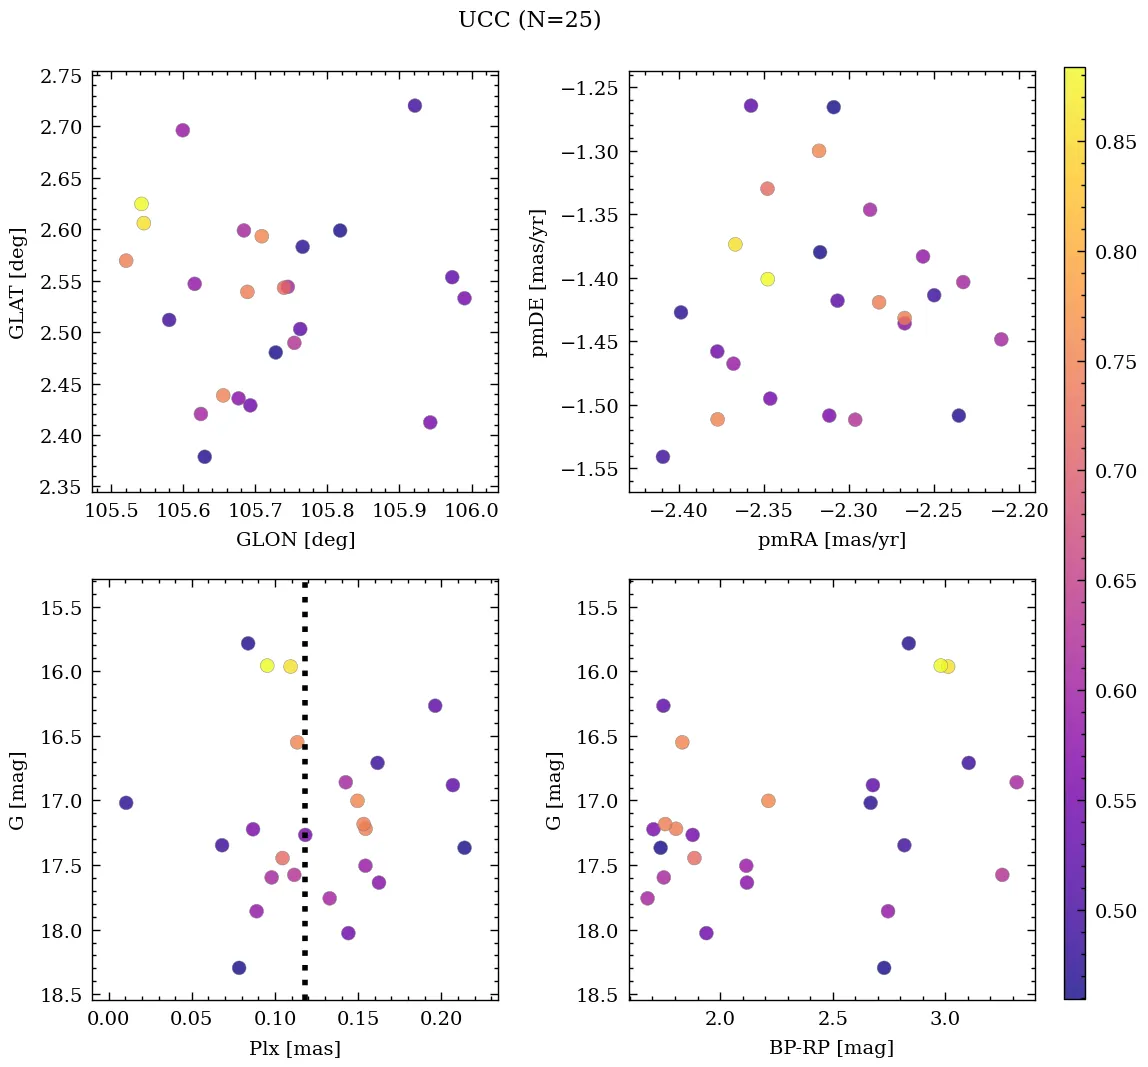 UCC (N=25)
2.75
2.70
2.65
2.60
2.55
2.50
2.45
2.40
2.35
GLAT [deg]
105.5 105.6 105.7 105.8 105.9 106.0
GLON [deg]
−1.25
−1.30
−1.35
−1.40
−1.45
−1.50
−1.55
pmDE [mas/yr]
−2.40 −2.35 −2.30 −2.25 −2.20
pmRA [mas/yr]
15.5
16.0
16.5
17.0
17.5
18.0
18.5
G [mag]
0.00 0.05 0.10 0.15 0.20
Plx [mas]
15.5
16.0
16.5
17.0
17.5
18.0
18.5
G [mag]
2.0 2.5 3.0
BP-RP [mag]
0.85
0.80
0.75
0.70
0.65
0.60
0.55
0.50